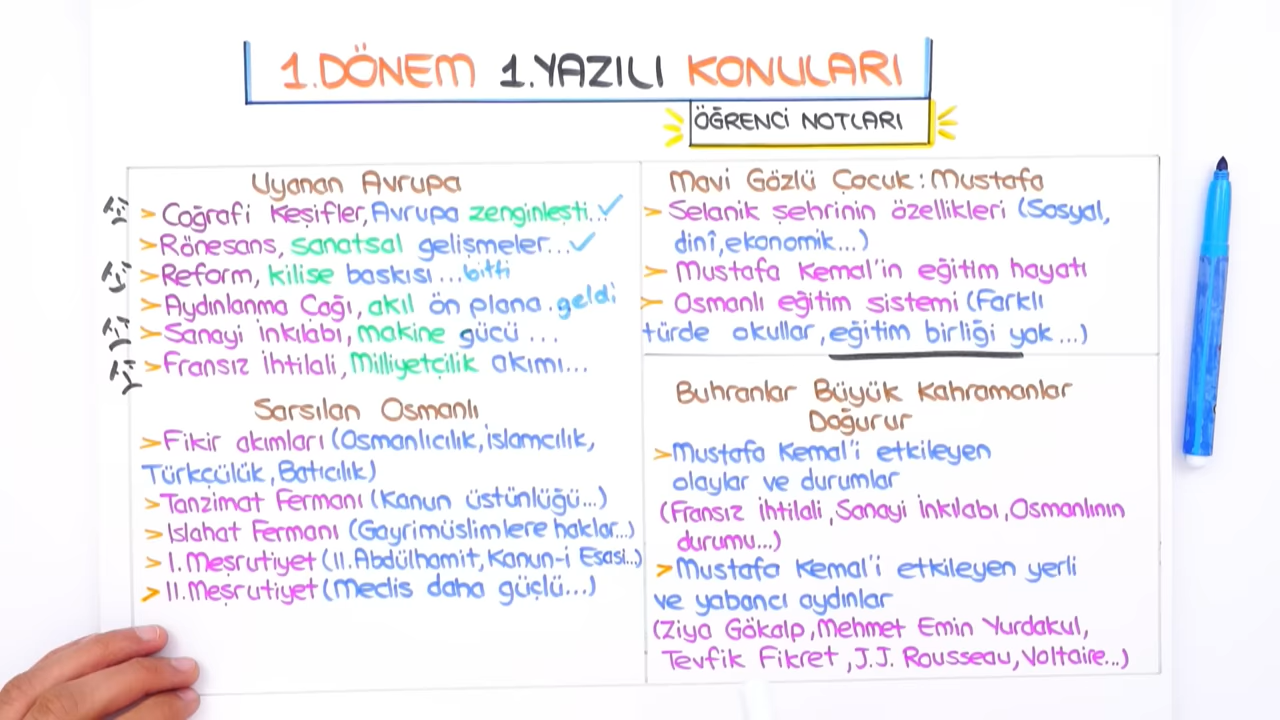 1.DÖNEM 1.YAZILI KONULARI
ÖĞRENCİ NOTLARI
Uyanan Avrupa
> Coğrafi Keşifler, Avrupa zenginleşti..✓
> Rönesans, sanatsal gelişmeler...✓
> Reform, kilise baskısı ...bitti
> Aydınlanma Çağı, akıl ön plana .geldi
> Sanayi İnkılabı, makine gücü ...
> Fransız İhtilali, Milliyetçilik akımı...
Sarsılan Osmanlı
> Fikir akımları (Osmanlıcılık, İslamcılık,
Türkçülük, Batıcılık)
> Tanzimat Fermanı (Kanun üstünlüğü...)
> Islahat Fermanı (Gayrimüslimlere haklar..)
> I.Meşrutiyet (II.Abdülhamit, Kanun-i Esasi...)
> II.Meşrutiyet (Meclis daha güçlü...)
Mavi Gözlü Çocuk: Mustafa
> Selanik şehrinin özellikleri (Sosyal,
dinî, ekonomik...)
> Mustafa Kemal'in eğitim hayatı
> Osmanlı eğitim sistemi (Farklı
türde okullar, eğitim birliği yok...)
Buhranlar Büyük Kahramanlar
Doğurur
> Mustafa Kemal'i etkileyen
olaylar ve durumlar
(Fransız İhtilali, Sanayi İnkılabı, Osmanlının
durumu...)
> Mustafa Kemal'i etkileyen yerli
ve yabancı aydınlar
(Ziya Gökalp, Mehmet Emin Yurdakul,
Tevfik Fikret, J.J. Rousseau, Voltaire...)